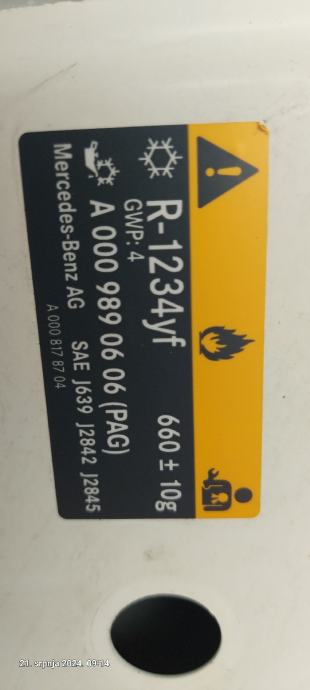 R-1234yf 660 ± 10g
GWP: 4
A 000 989 06 06 (PAG)
Mercedes-Benz AG SAE J639 J2842 J2845
A 000 817 87 04
21. srpnja 2024. 09:14